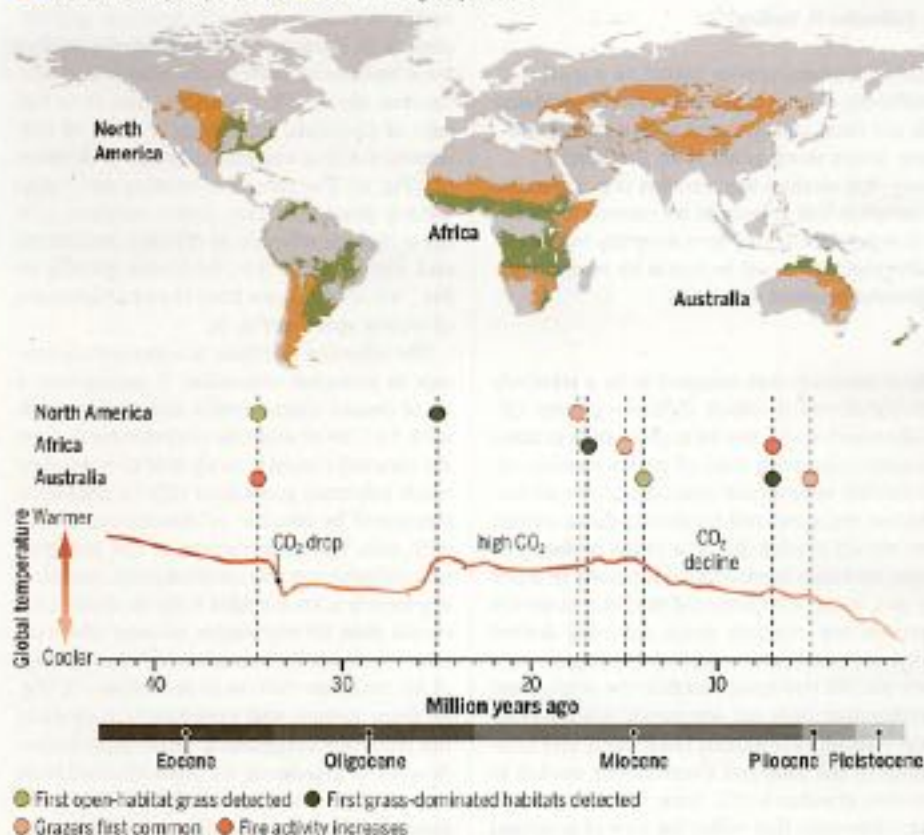 North
America
Africa
Australia
North America
Africa
Australia
Warmer
Global temperature
CO₂ drop
high CO₂
CO₂
decline
Cooler
40
30
20
10
Million years ago
Eocene
Oligocene
Miocene
Pliocene
Pleistocene
First open-habitat grass detected
First grass-dominated habitats detected
Grazers first common
Fire activity increases